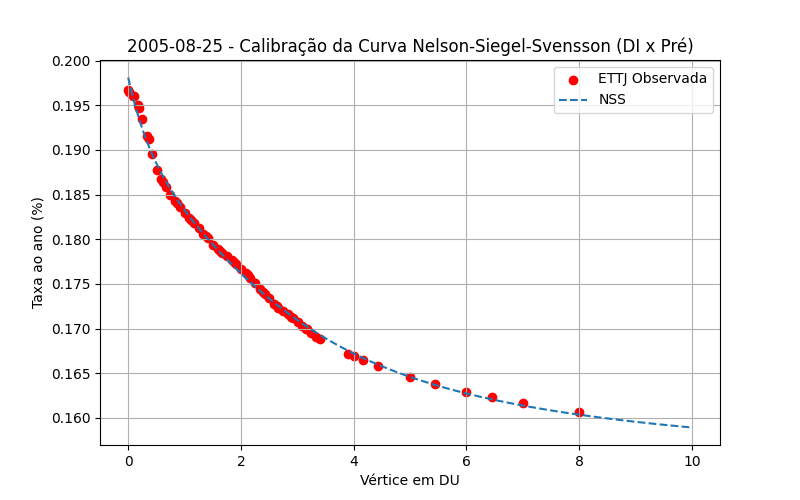 2005-08-25 - Calibração da Curva Nelson-Siegel-Svensson (DI x Pré)
ETTJ Observada
NSS
Taxa ao ano (%)
0.200
0.195
0.190
0.185
0.180
0.175
0.170
0.165
0.160
0 2 4 6 8 10
Vértice em DU